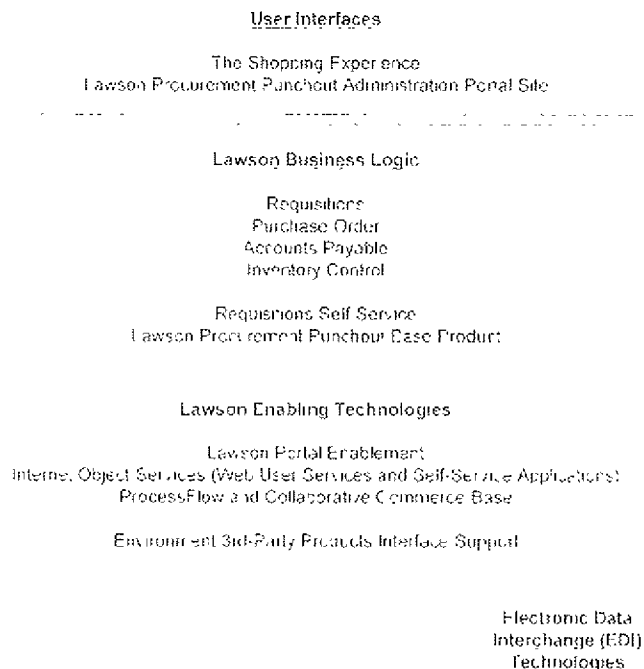 User Interfaces
The Shopping Experience
Lawson Procurement Punchout Administration Portal Site
Lawson Business Logic
Requisitions
Purchase Order
Accounts Payable
Inventory Control
Requisitions Self Service
Lawson Procurement Punchout Base Product
Lawson Enabling Technologies
Lawson Portal Enablement
Internet Object Services (Web User Services and Self-Service Applications)
ProcessFlow and Collaborative Commerce Base
Environment 3rd-Party Products Interface Support
Electronic Data
Interchange (EDI)
Technologies